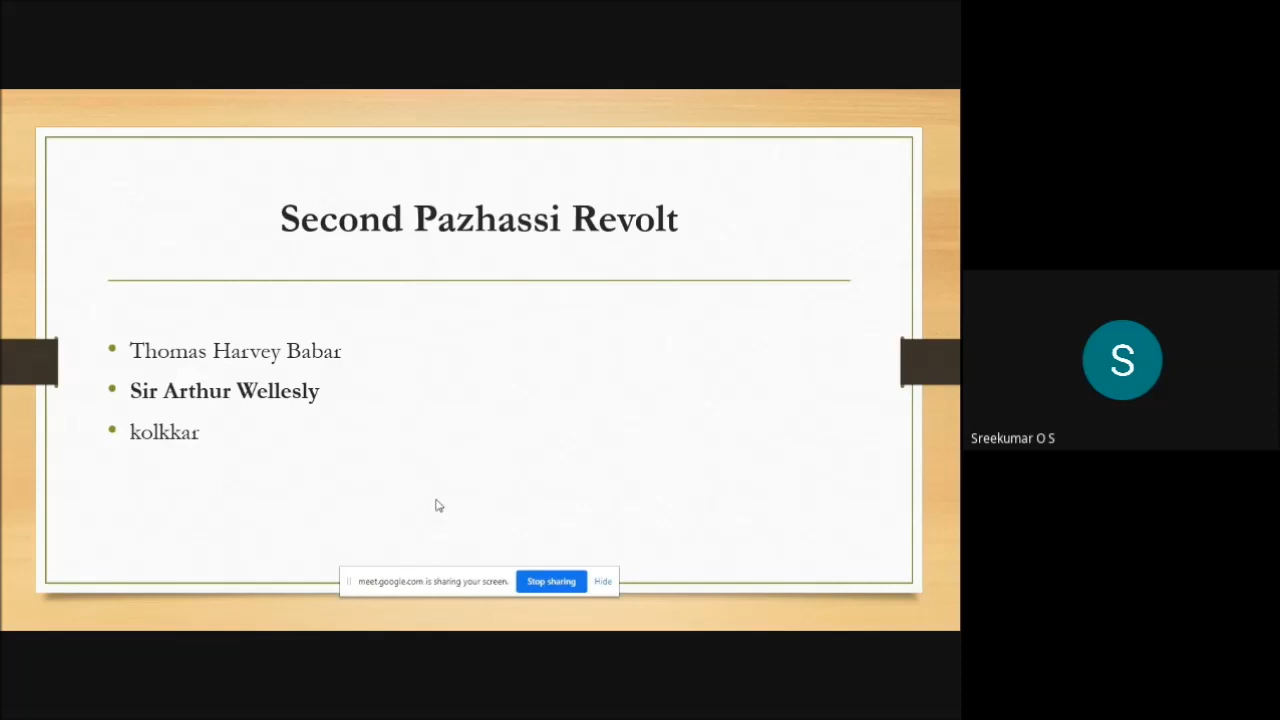 Second Pazhassi Revolt
Thomas Harvey Babar
Sir Arthur Wellesly
kolkkar
meet.google.com is sharing your screen. Stop sharing Hide
S
Sreekumar O S